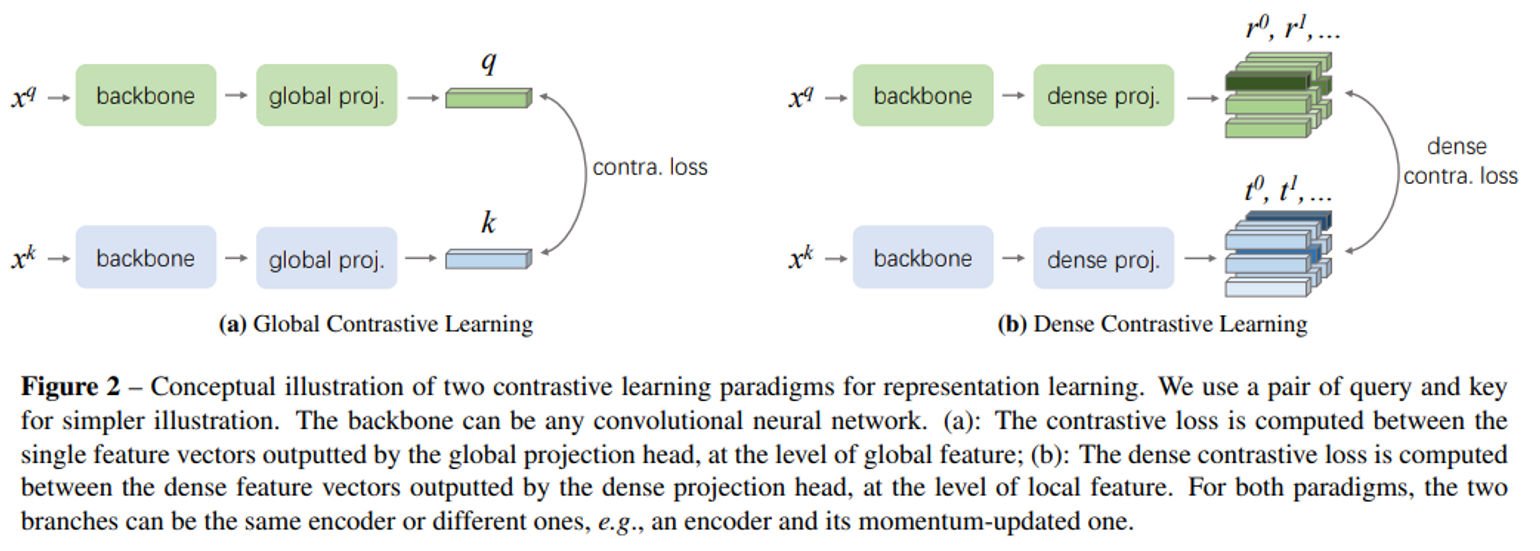 q
x^q backbone global proj.
contra. loss
k
x^k backbone global proj.
(a) Global Contrastive Learning
r^0, r^1,...
x^q backbone dense proj.
dense
contra. loss
t^0, t^1,...
x^k backbone dense proj.
(b) Dense Contrastive Learning
Figure 2 – Conceptual illustration of two contrastive learning paradigms for representation learning. We use a pair of query and key
for simpler illustration. The backbone can be any convolutional neural network. (a): The contrastive loss is computed between the
single feature vectors outputted by the global projection head, at the level of global feature; (b): The dense contrastive loss is computed
between the dense feature vectors outputted by the dense projection head, at the level of local feature. For both paradigms, the two
branches can be the same encoder or different ones, e.g., an encoder and its momentum-updated one.